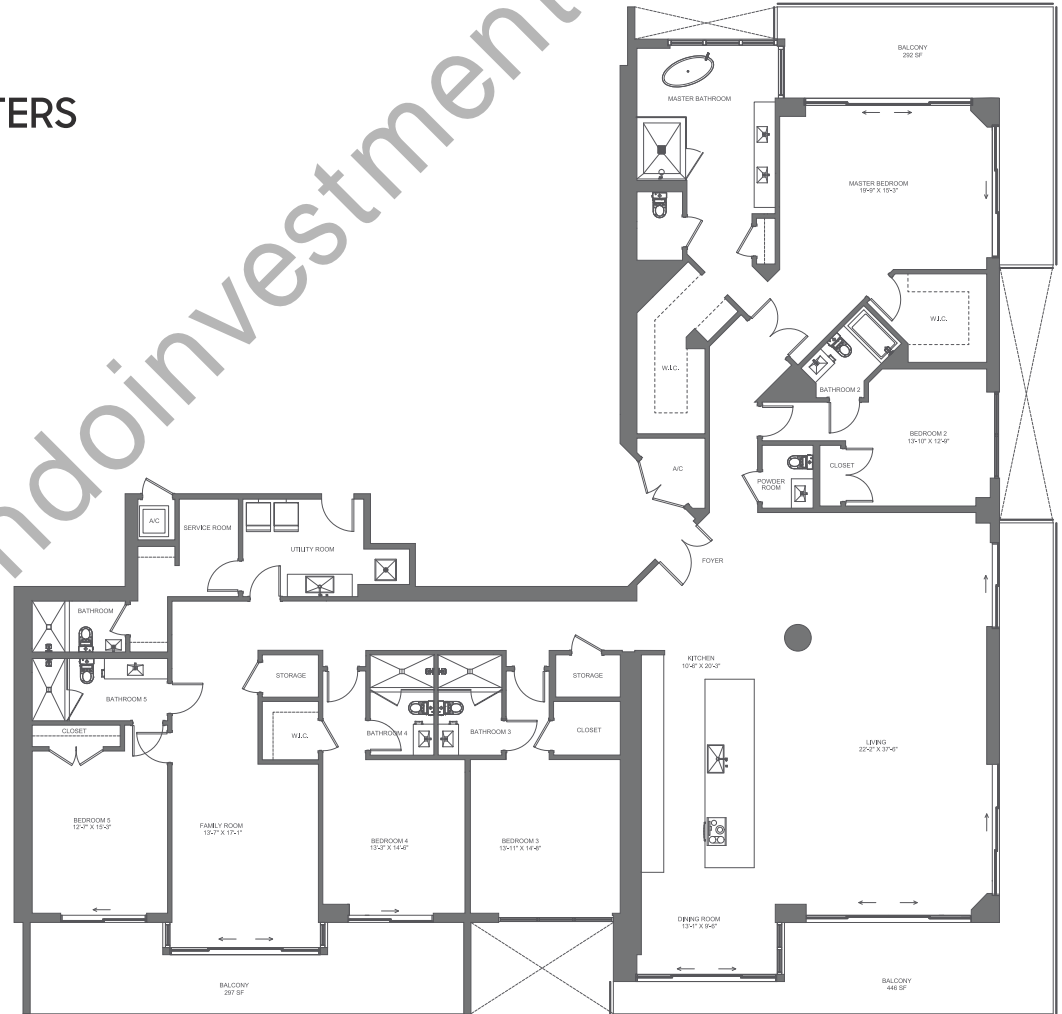 TERS
ndoinvestment
BALCONY
292 SF
MASTER BATHROOM
MASTER BEDROOM
19'-9" X 15'-3"
W.I.C.
W.I.C.
BATHROOM 2
BEDROOM 2
13'-10" X 12'-9"
CLOSET
POWDER
ROOM
A/C
FOYER
A/C
SERVICE ROOM
UTILITY ROOM
BATHROOM
BATHROOM 5
CLOSET
STORAGE
W.I.C.
BATHROOM 4
BATHROOM 3
STORAGE
CLOSET
KITCHEN
10'-6" X 20'-3"
LIVING
22'-2" X 37'-6"
BEDROOM 5
12'-7" X 15'-3"
FAMILY ROOM
13'-7" X 17'-1"
BEDROOM 4
13'-3" X 14'-6"
BEDROOM 3
13'-11" X 14'-6"
DINING ROOM
13'-1" X 9'-6"
BALCONY
297 SF
BALCONY
446 SF